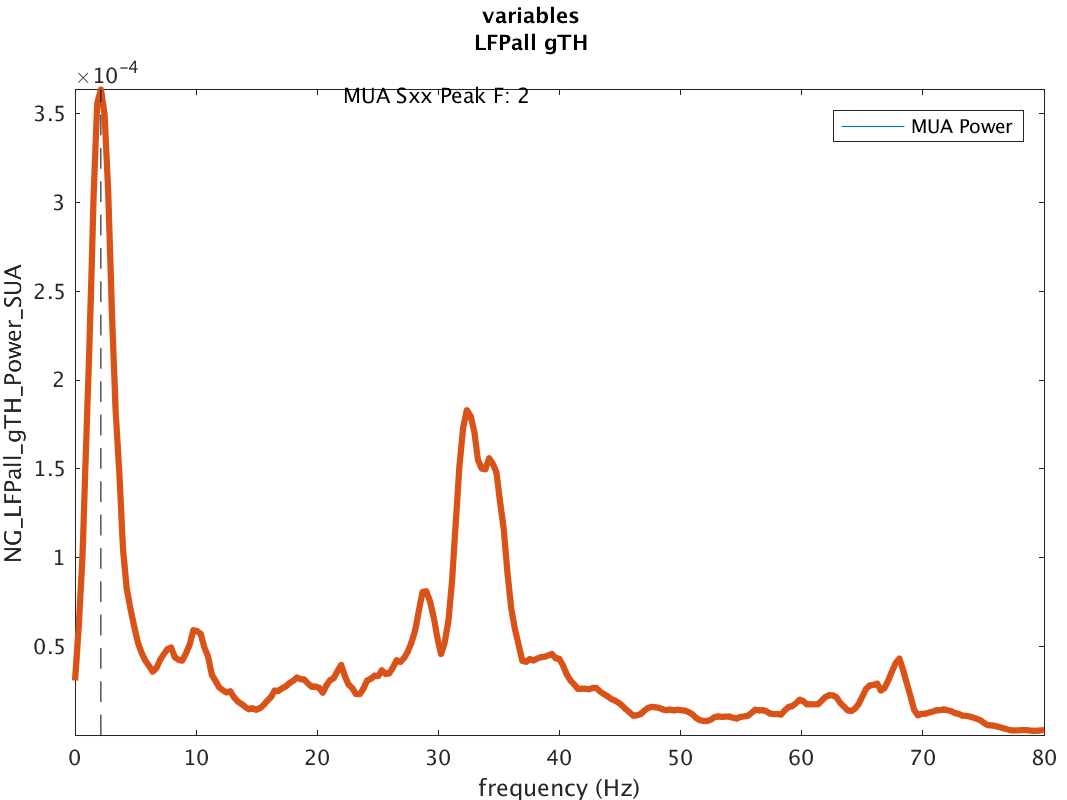 variables
LFPall gTH
×10⁻⁴
MUA Sxx Peak F: 2
MUA Power
3.5
3
2.5
2
1.5
1
0.5
NG_LFPall_gTH_Power_SUA
0 10 20 30 40 50 60 70 80
frequency (Hz)